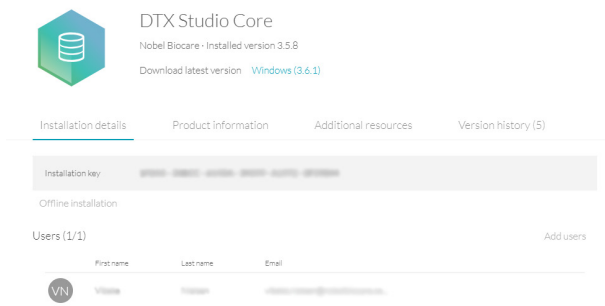 DTX Studio Core
Nobel Biocare · Installed version 3.5.8
Download latest version Windows (3.6.1)
Installation details Product information Additional resources Version history (5)
Installation key
Offline installation
Users (1/1) Add users
First name Last name Email
VN